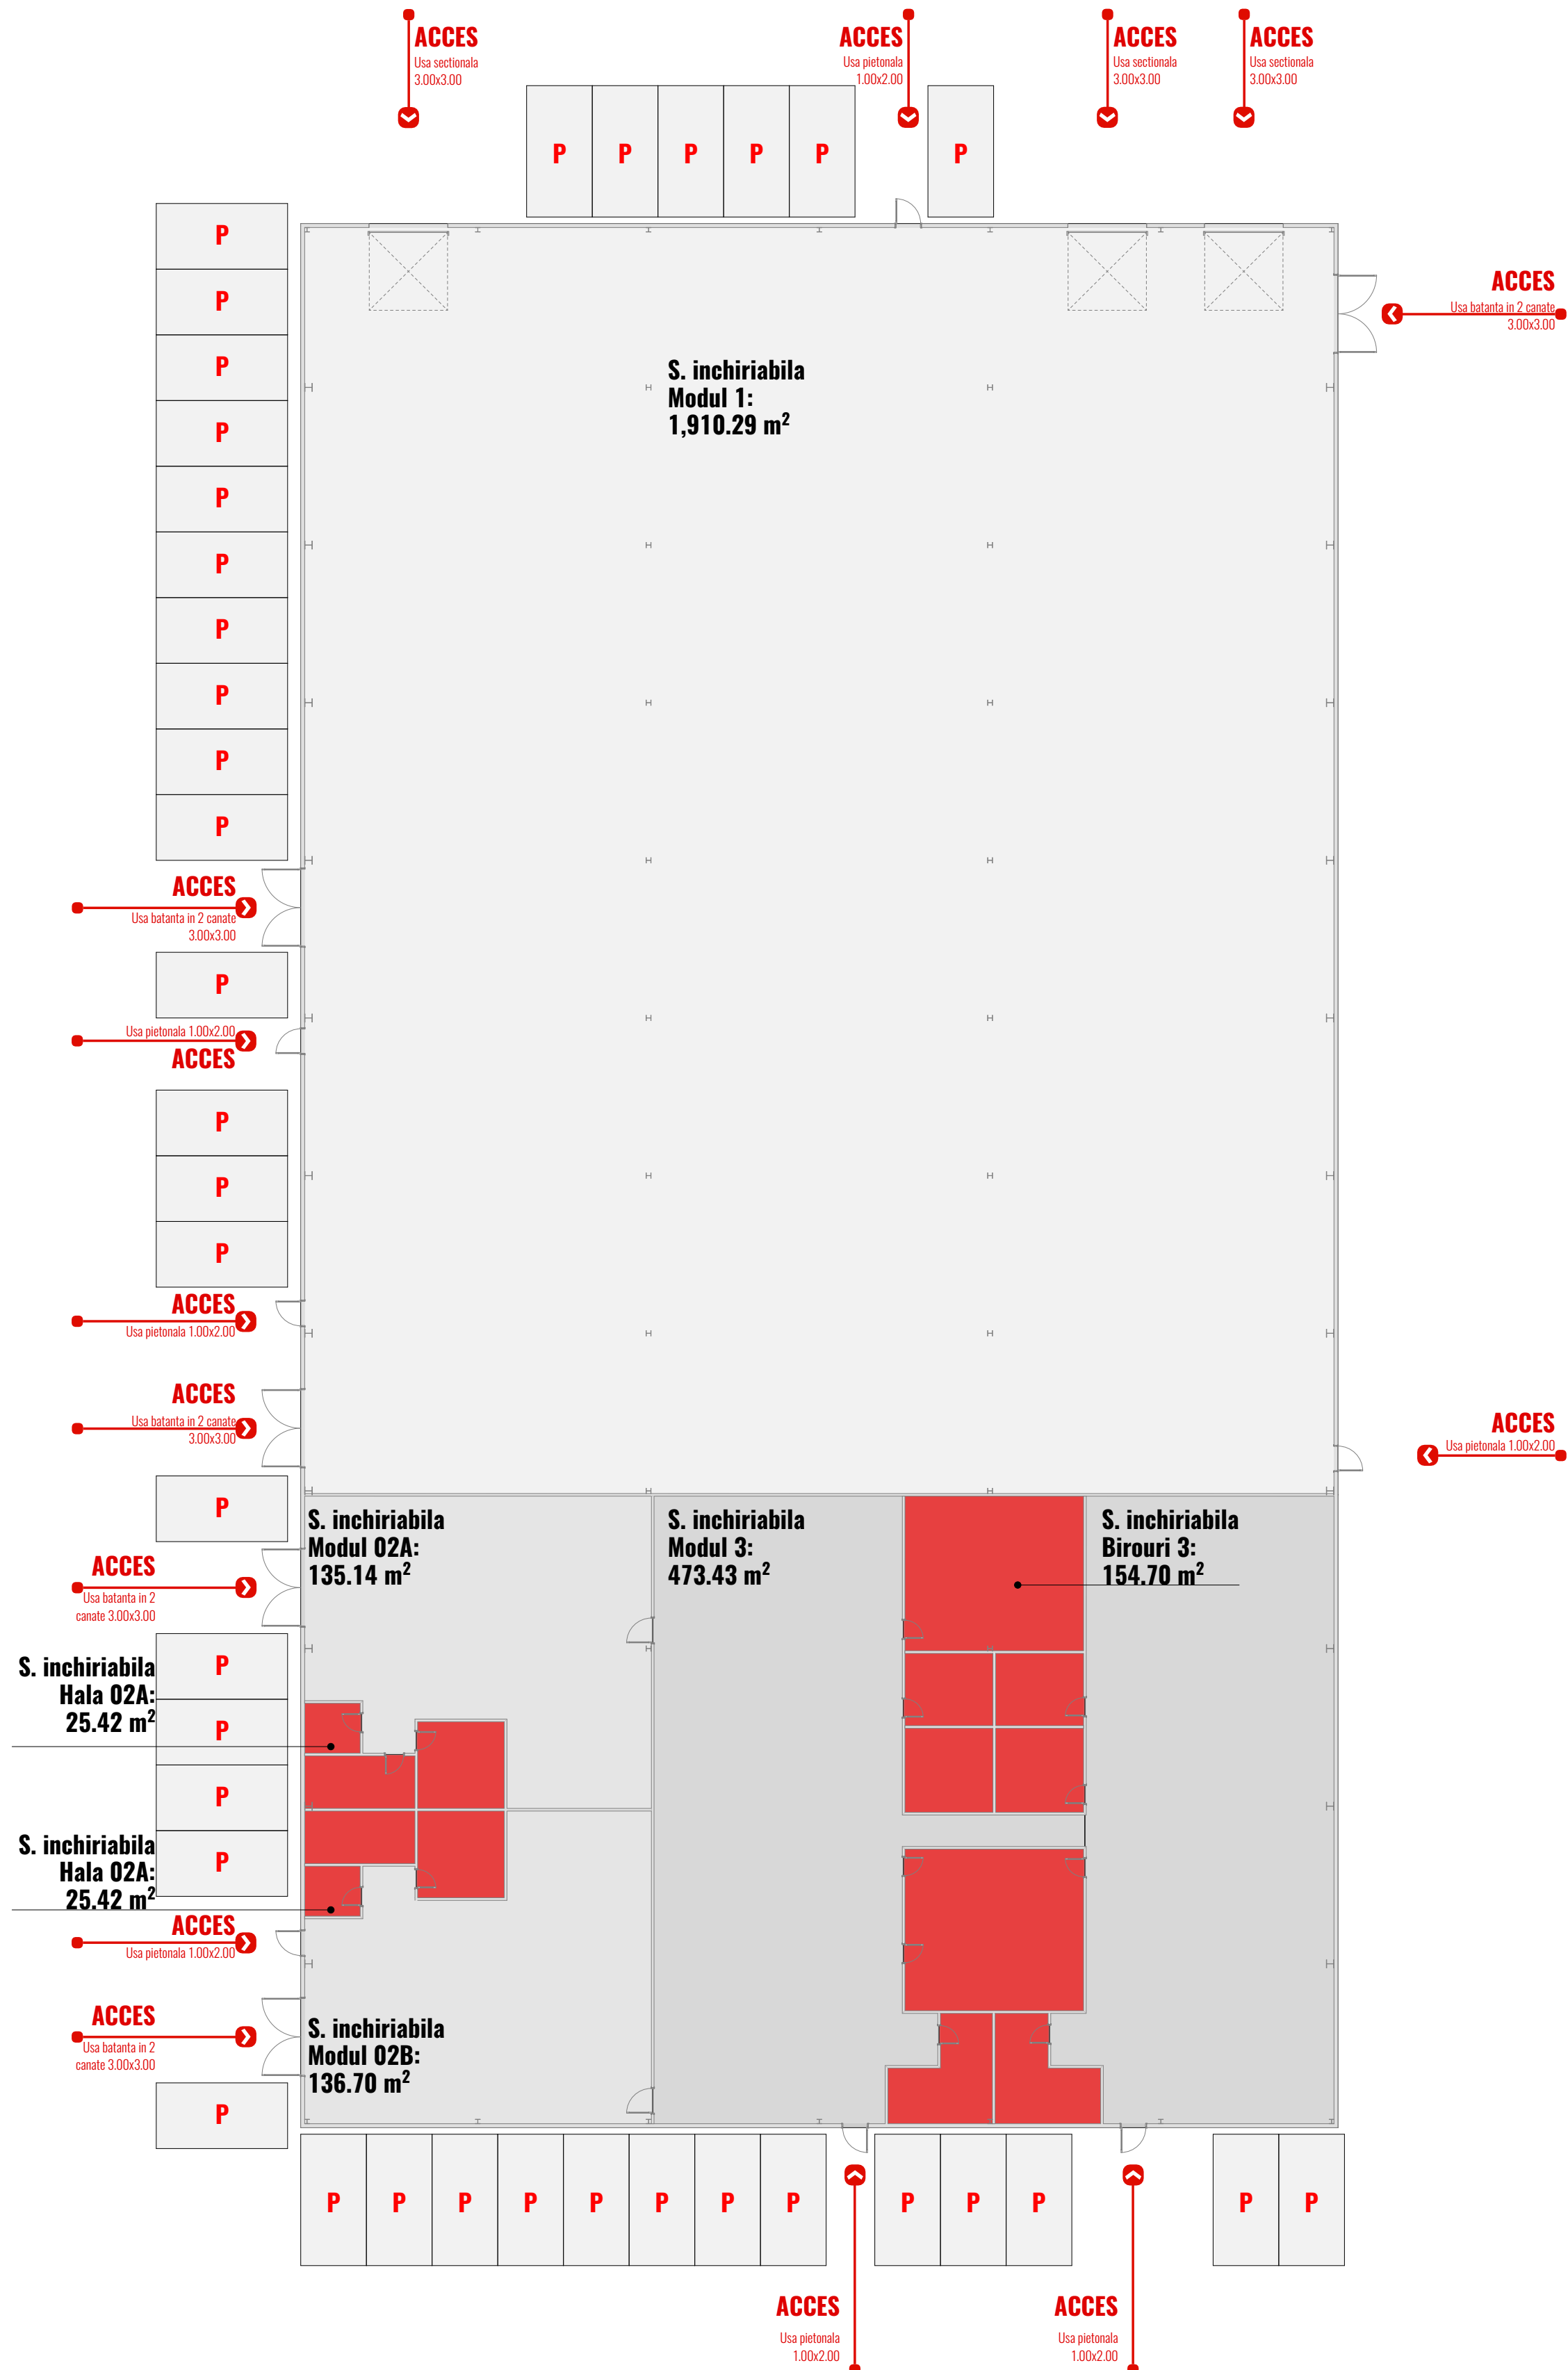 ACCES
Usa sectionala
3.00x3.00
ACCES
Usa pietonala
1.00x2.00
ACCES
Usa sectionala
3.00x3.00
ACCES
Usa sectionala
3.00x3.00
P P P P P P
P
P
P
P
P
P
P
P
P
P
ACCES
Usa batanta in 2 canate
3.00x3.00
S. inchiriabila
Modul 1:
1,910.29 m²
ACCES
Usa batanta in 2 canate
3.00x3.00
P
Usa pietonala 1.00x2.00
ACCES
P
P
P
ACCES
Usa pietonala 1.00x2.00
ACCES
Usa batanta in 2 canate
3.00x3.00
ACCES
Usa pietonala 1.00x2.00
P
S. inchiriabila
Modul 02A:
135.14 m²
S. inchiriabila
Modul 3:
473.43 m²
S. inchiriabila
Birouri 3:
154.70 m²
ACCES
Usa batanta in 2
canate 3.00x3.00
S. inchiriabila
Hala 02A:
25.42 m²
P
P
P
P
S. inchiriabila
Hala 02A:
25.42 m²
ACCES
Usa pietonala 1.00x2.00
ACCES
Usa batanta in 2
canate 3.00x3.00
S. inchiriabila
Modul 02B:
136.70 m²
P
P P P P P P P P P P P P P
ACCES
Usa pietonala
1.00x2.00
ACCES
Usa pietonala
1.00x2.00